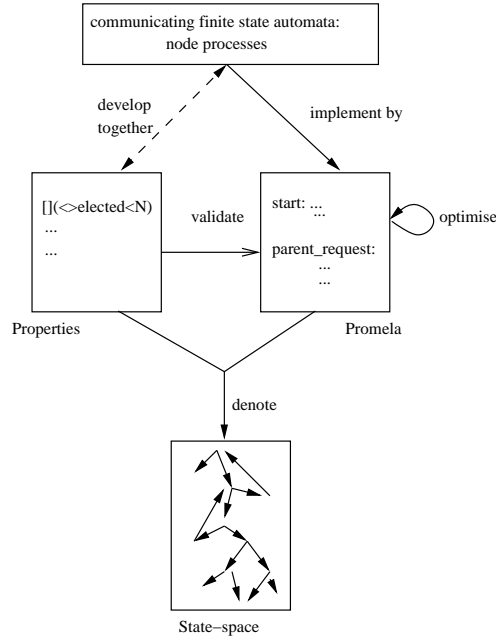 communicating finite state automata:
node processes
develop
together
implement by
[](<>elected<N)
...
...
validate
start: ...
...
parent_request:
...
...
optimise
Properties
Promela
denote
State−space